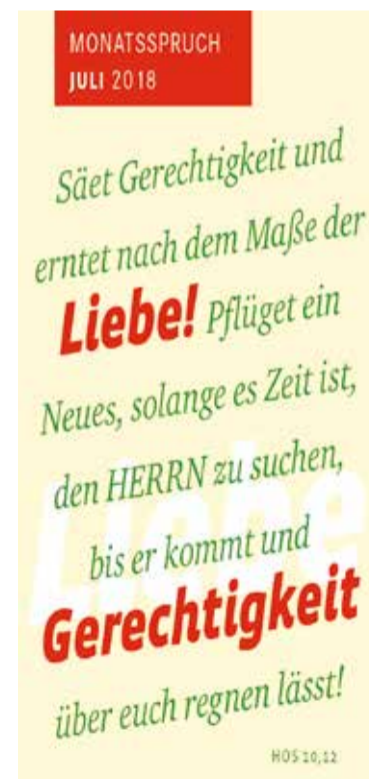 MONATSSPRUCH
JULI 2018
Säet Gerechtigkeit und
erntet nach dem Maße der
Liebe! Pflüget ein
Neues, solange es Zeit ist,
den HERRN zu suchen,
Liebe
bis er kommt und
Gerechtigkeit
über euch regnen lässt!
HOS 10,12